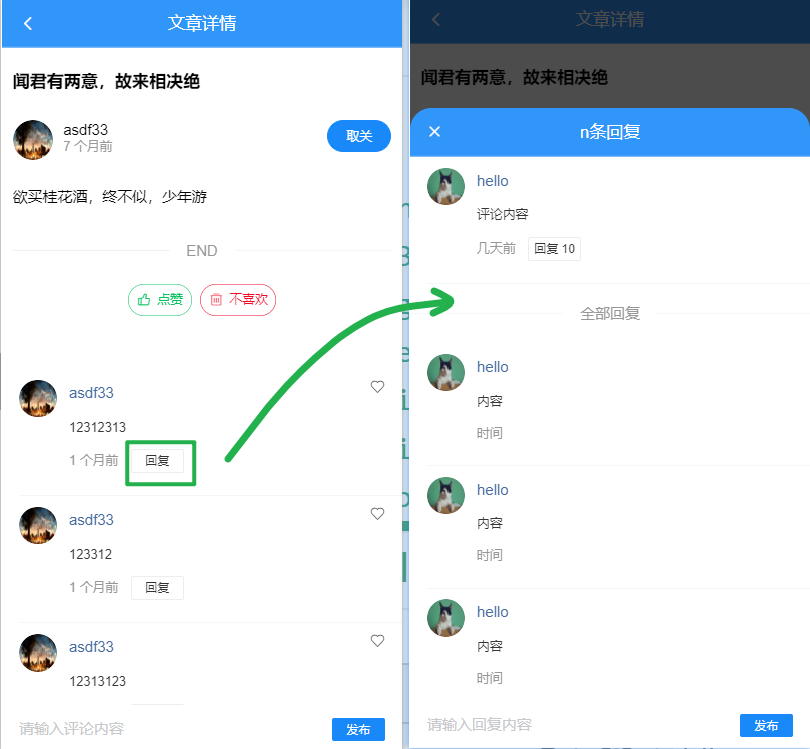 文章详情
闻君有两意，故来相决绝
asdf33
7 个月前
取关
欲买桂花酒，终不似，少年游
END
点赞
不喜欢
asdf33
12312313
1 个月前
回复
asdf33
123312
1 个月前
回复
asdf33
12313123
请输入评论内容
发布
文章详情
闻君有两意，故来相决绝
n条回复
hello
评论内容
几天前
回复 10
全部回复
hello
内容
时间
hello
内容
时间
hello
内容
时间
请输入回复内容
发布